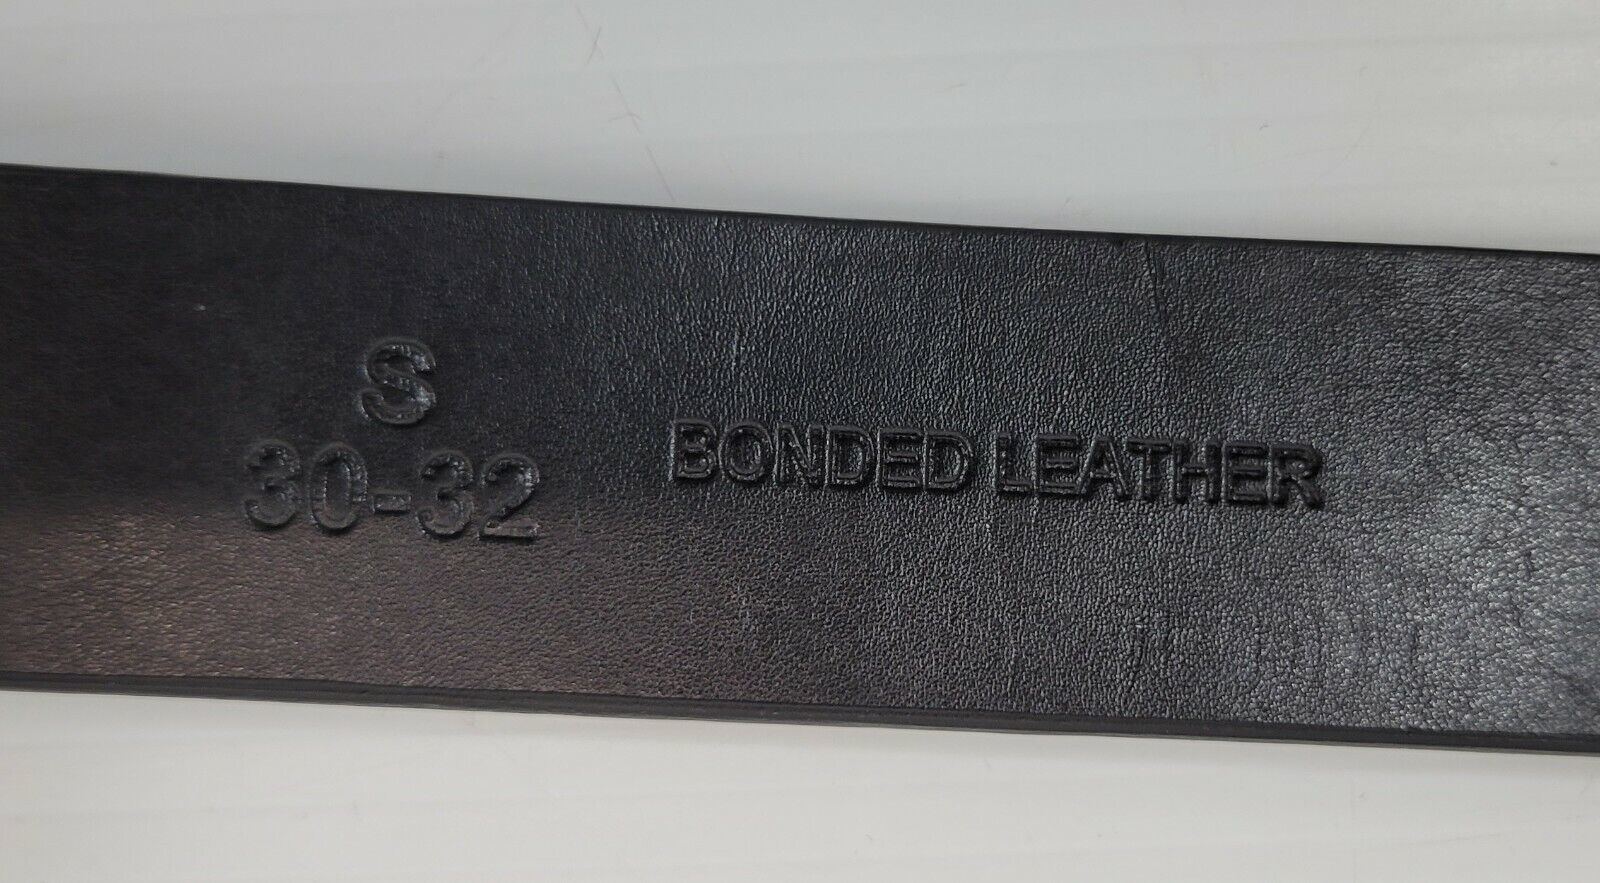 S
30-32
BONDED LEATHER